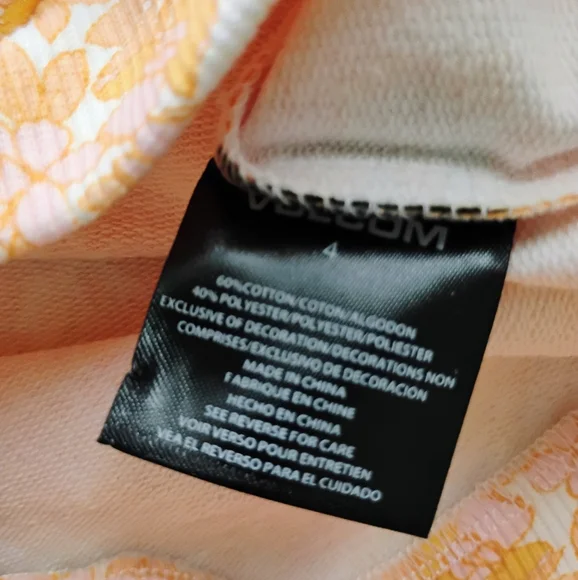 VOLCOM
4
60%COTTON/COTON/ALGODON
40% POLYESTER/POLYESTER/POLIESTER
EXCLUSIVE OF DECORATION/DECORATIONS NON
COMPRISES/EXCLUSIVO DE DECORACIÓN
MADE IN CHINA
FABRIQUE EN CHINE
HECHO EN CHINA
SEE REVERSE FOR CARE
VOIR VERSO POUR ENTRETIEN
VEA EL REVERSO PARA EL CUIDADO